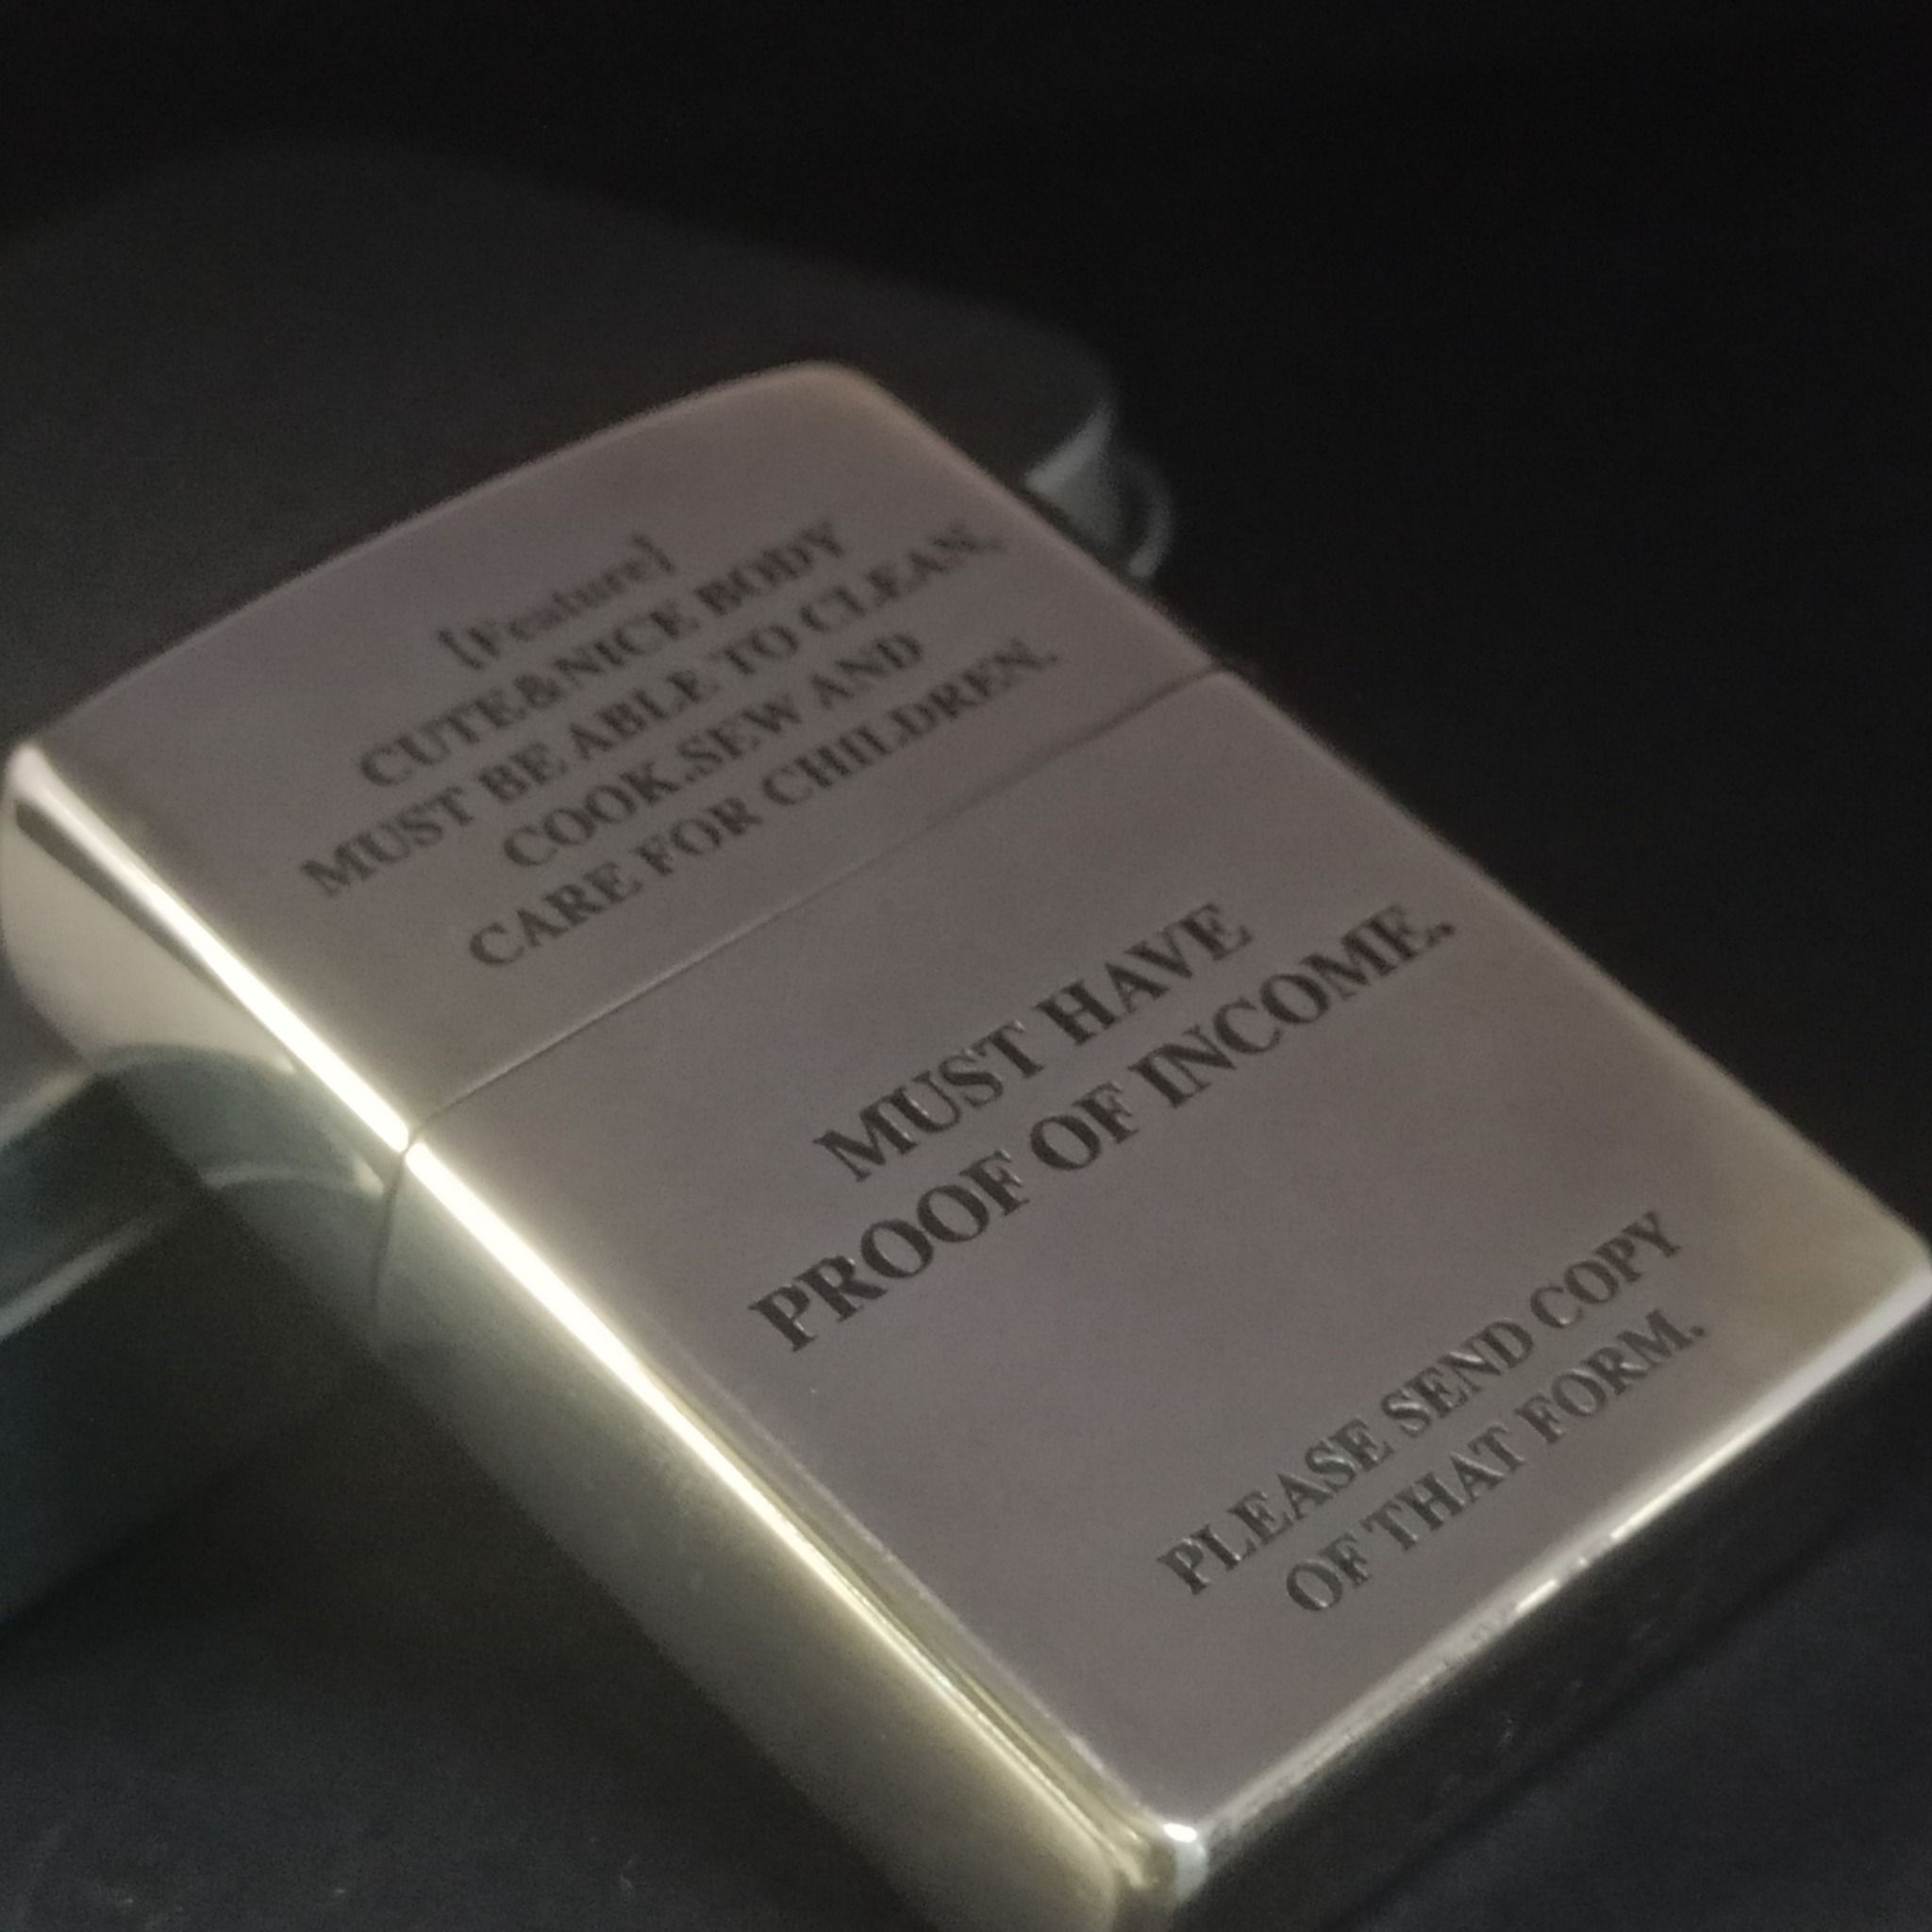 [Feature]
CUTE&NICE BODY
MUST BE ABLE TO CLEAN,
COOK.SEW AND
CARE FOR CHILDREN.
MUST HAVE
PROOF OF INCOME.
PLEASE SEND COPY
OF THAT FORM.